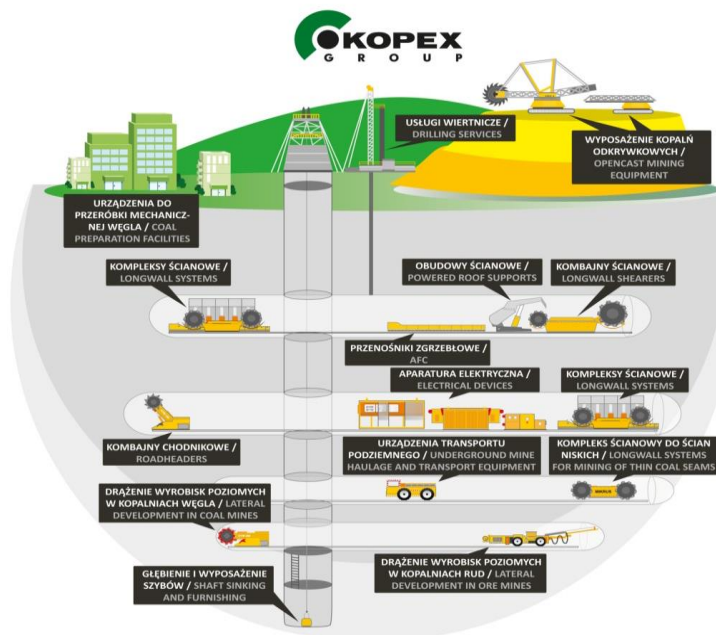 KOPEX
GROUP
USŁUGI WIERTNICZE /
DRILLING SERVICES
WYPOSAŻENIE KOPALŃ
ODKRYWKOWYCH /
OPENCAST MINING
EQUIPMENT
URZĄDZENIA DO
PRZERÓBKI MECHANICZ-
NEJ WĘGLA / COAL
PREPARATION FACILITIES
KOMPLEKSY ŚCIANOWE /
LONGWALL SYSTEMS
OBUDOWY ŚCIANOWE /
POWERED ROOF SUPPORTS
KOMBAJNY ŚCIANOWE /
LONGWALL SHEARERS
PRZENOŚNIKI ZGRZEBŁOWE /
AFC
APARATURA ELEKTRYCZNA /
ELECTRICAL DEVICES
KOMPLEKSY ŚCIANOWE /
LONGWALL SYSTEMS
KOMBAJNY CHODNIKOWE /
ROADHEADERS
URZĄDZENIA TRANSPORTU
PODZIEMNEGO / UNDERGROUND MINE
HAULAGE AND TRANSPORT EQUIPMENT
KOMPLEKS ŚCIANOWY DO ŚCIAN
NISKICH / LONGWALL SYSTEMS
FOR MINING OF THIN COAL SEAMS
DRĄŻENIE WYROBISK POZIOMYCH
W KOPALNIACH WĘGLA / LATERAL
DEVELOPMENT IN COAL MINES
DRĄŻENIE WYROBISK POZIOMYCH
W KOPALNIACH RUD / LATERAL
DEVELOPMENT IN ORE MINES
GŁĘBIENIE I WYPOSAŻENIE
SZYBÓW / SHAFT SINKING
AND FURNISHING